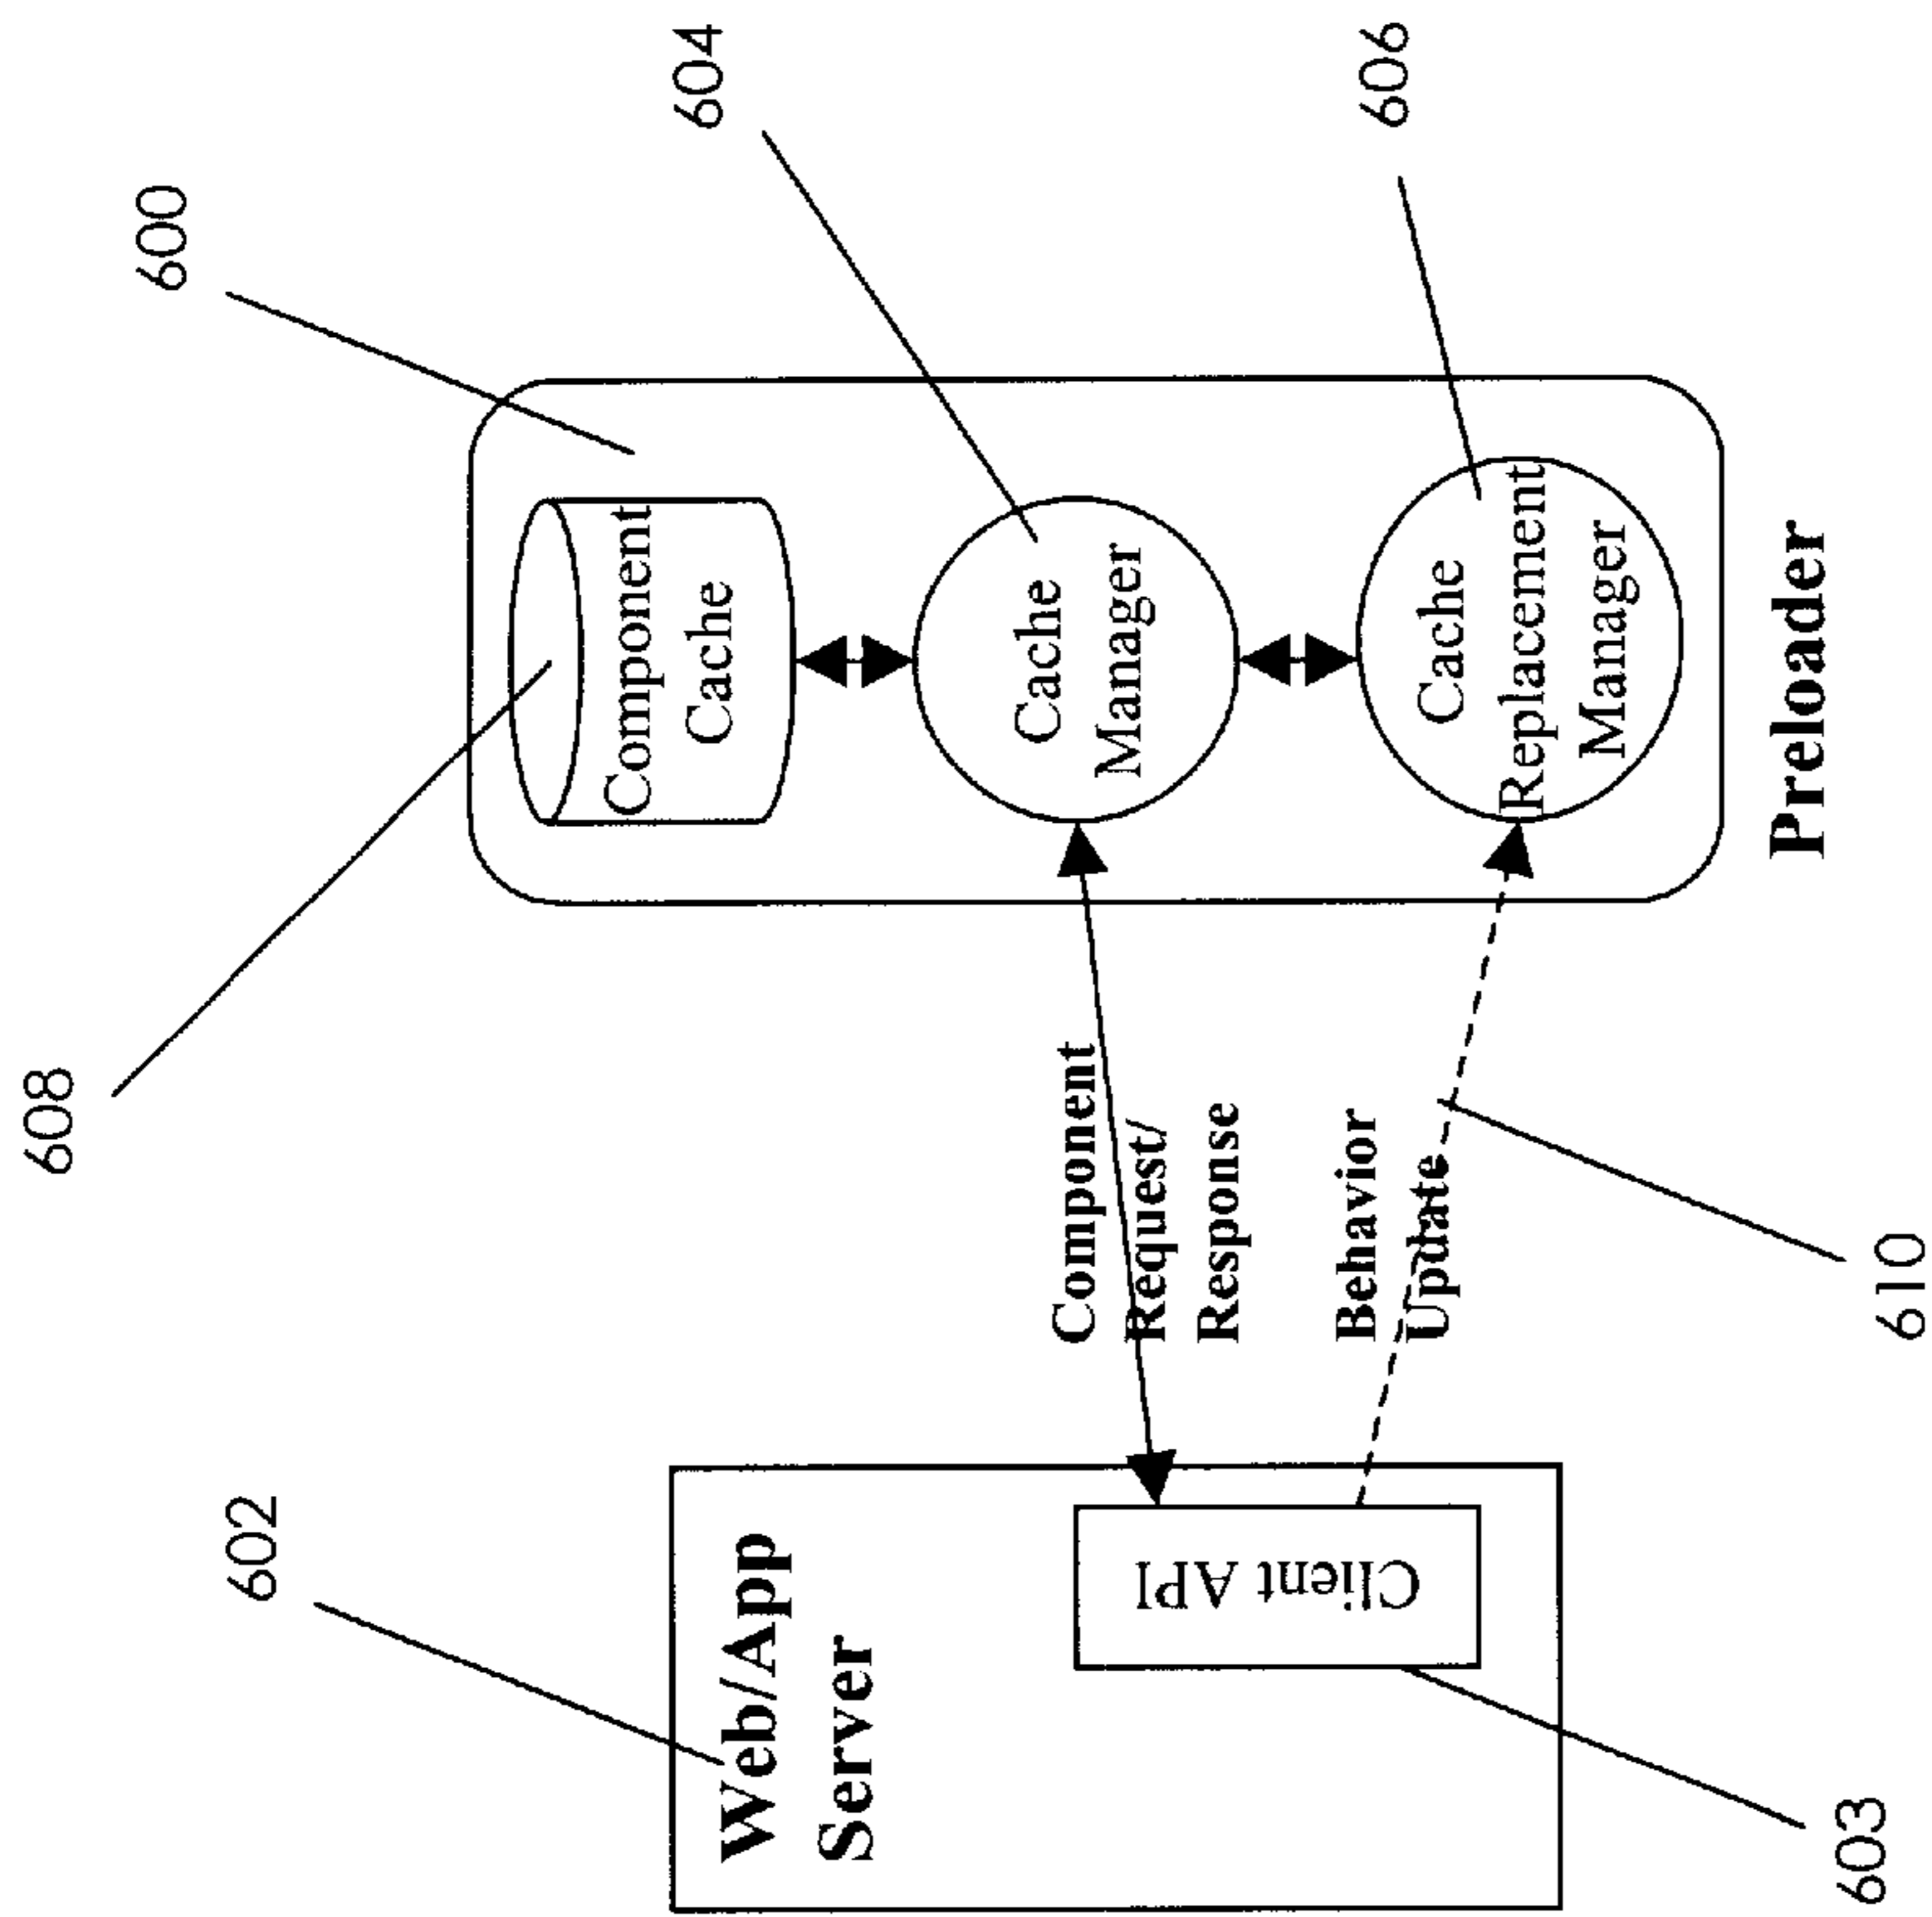 608
600
604
606
602
603
610
Web/App
Server
Client API
Component
Request/
Response
Behavior
Update
Component
Cache
Cache
Manager
Cache
Replacement
Manager
Preloader